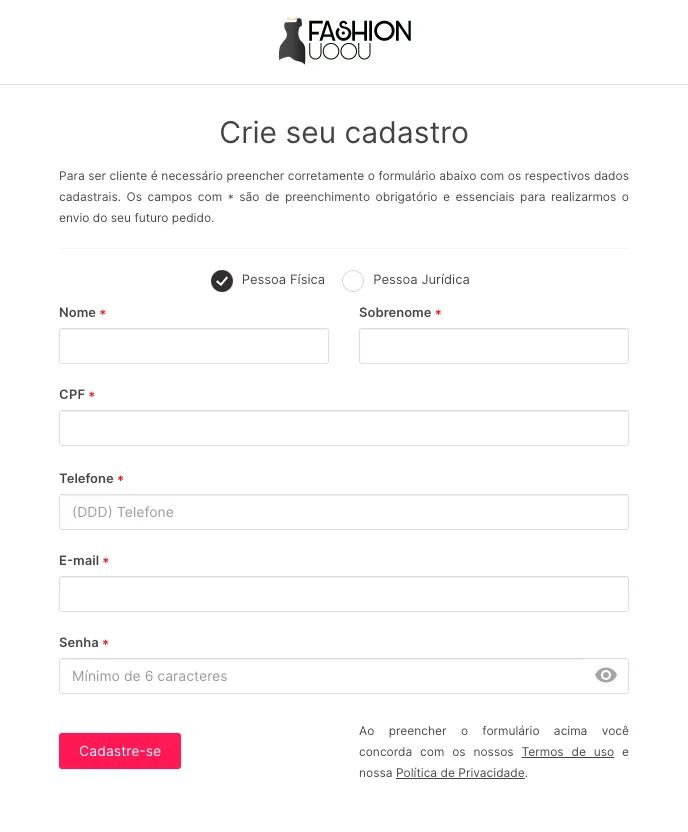 FASHION
UOOU
Crie seu cadastro
Para ser cliente é necessário preencher corretamente o formulário abaixo com os respectivos dados
cadastrais. Os campos com * são de preenchimento obrigatório e essenciais para realizarmos o
envio do seu futuro pedido.
Pessoa Física Pessoa Jurídica
Nome * Sobrenome *
CPF *
Telefone *
(DDD) Telefone
E-mail *
Senha *
Mínimo de 6 caracteres
Cadastre-se
Ao preencher o formulário acima você
concorda com os nossos Termos de uso e
nossa Política de Privacidade.